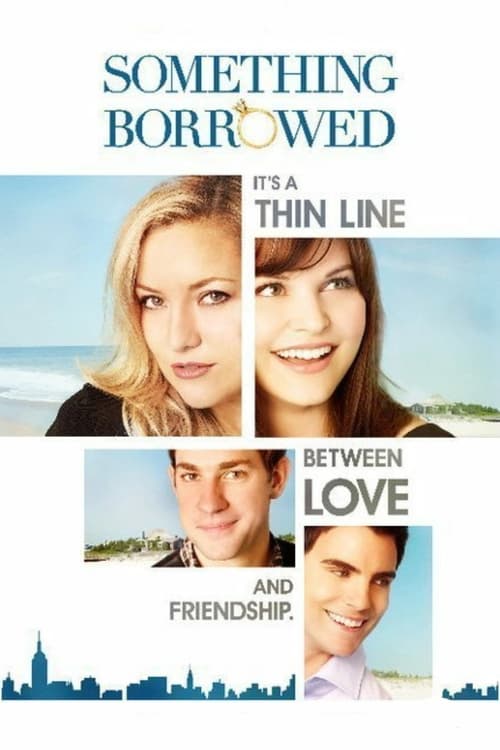 SOMETHING
BORROWED
IT'S A
THIN LINE
BETWEEN
LOVE
AND
FRIENDSHIP.